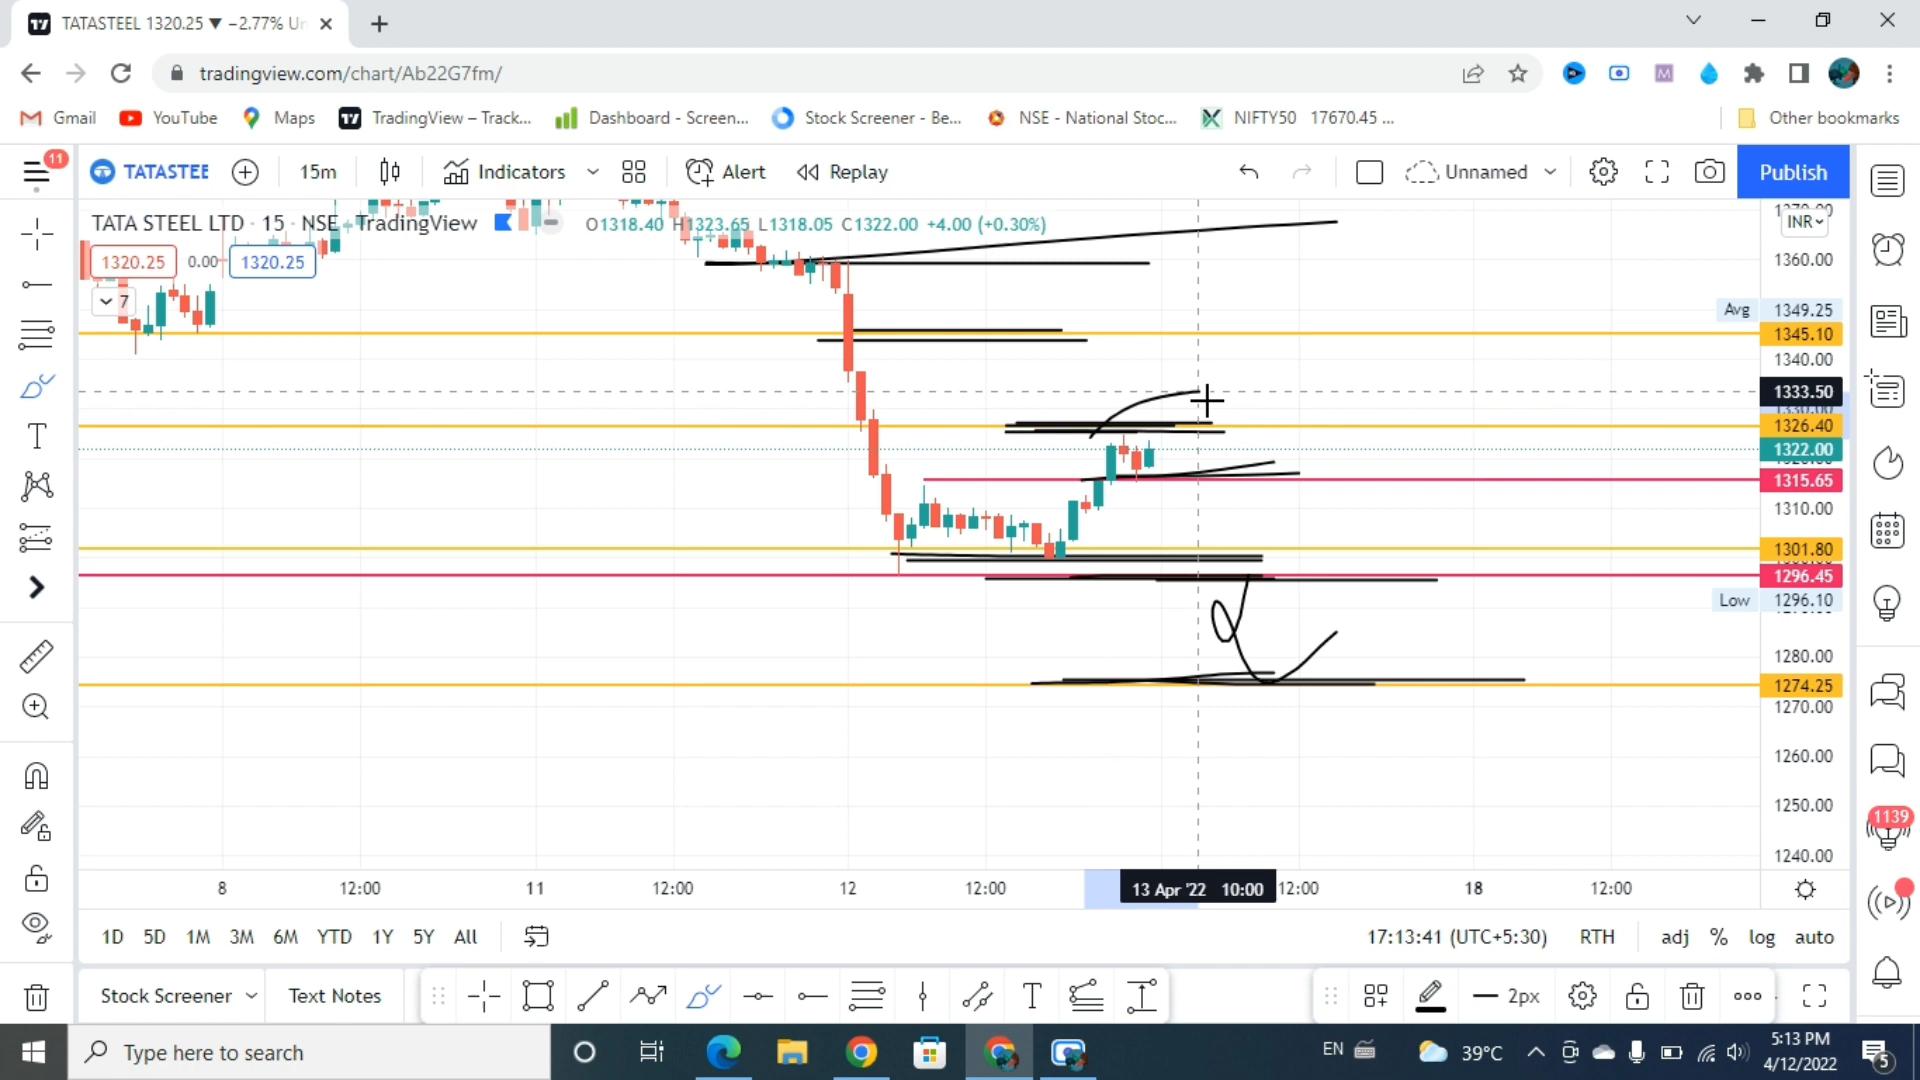 TATASTEEL 1320.25 ▼ −2.77% Un
tradingview.com/chart/Ab22G7fm/
Gmail YouTube Maps TradingView – Track... Dashboard - Screen... Stock Screener - Be... NSE - National Stoc... NIFTY50 17670.45 ... Other bookmarks
11
TATASTEE 15m Indicators Alert Replay Unnamed Publish
TATA STEEL LTD · 15 · NSE TradingView O1318.40 H1323.65 L1318.05 C1322.00 +4.00 (+0.30%)
INR
1320.25 0.00 1320.25
1360.00
7
Avg 1349.25
1345.10
1340.00
1333.50
1326.40
1322.00
1315.65
1310.00
1301.80
1296.45
Low 1296.10
1280.00
1274.25
1270.00
1260.00
1250.00
1139
1240.00
8 12:00 11 12:00 12 12:00 13 Apr '22 10:00 12:00 18 12:00
1D 5D 1M 3M 6M YTD 1Y 5Y All 17:13:41 (UTC+5:30) RTH adj % log auto
Stock Screener Text Notes 2px
Type here to search EN 39°C 5:13 PM
4/12/2022
5